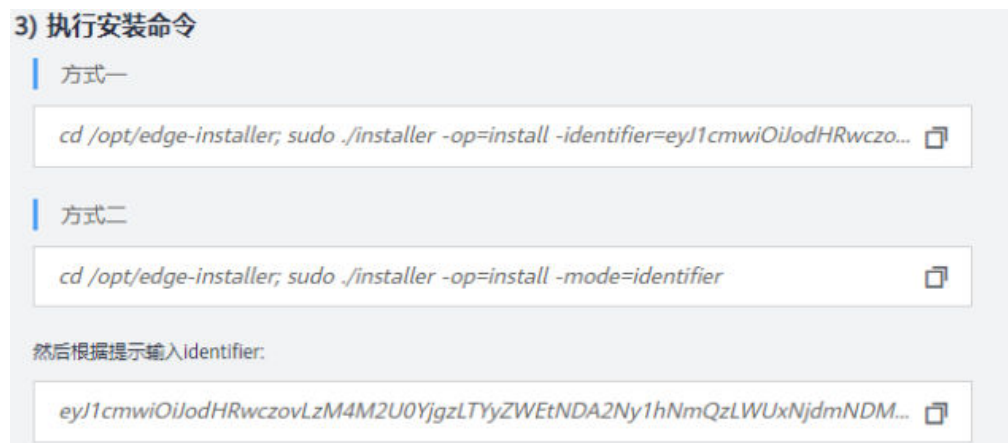 3) 执行安装命令
方式一
cd /opt/edge-installer; sudo ./installer -op=install -identifier=eyJ1cmwiOiJodHRwczo...
方式二
cd /opt/edge-installer; sudo ./installer -op=install -mode=identifier
然后根据提示输入identifier:
eyJ1cmwiOiJodHRwczovLzM4M2U0YjgzLTYyZWEtNDA2Ny1hNmQzLWUxNjdmNDM...